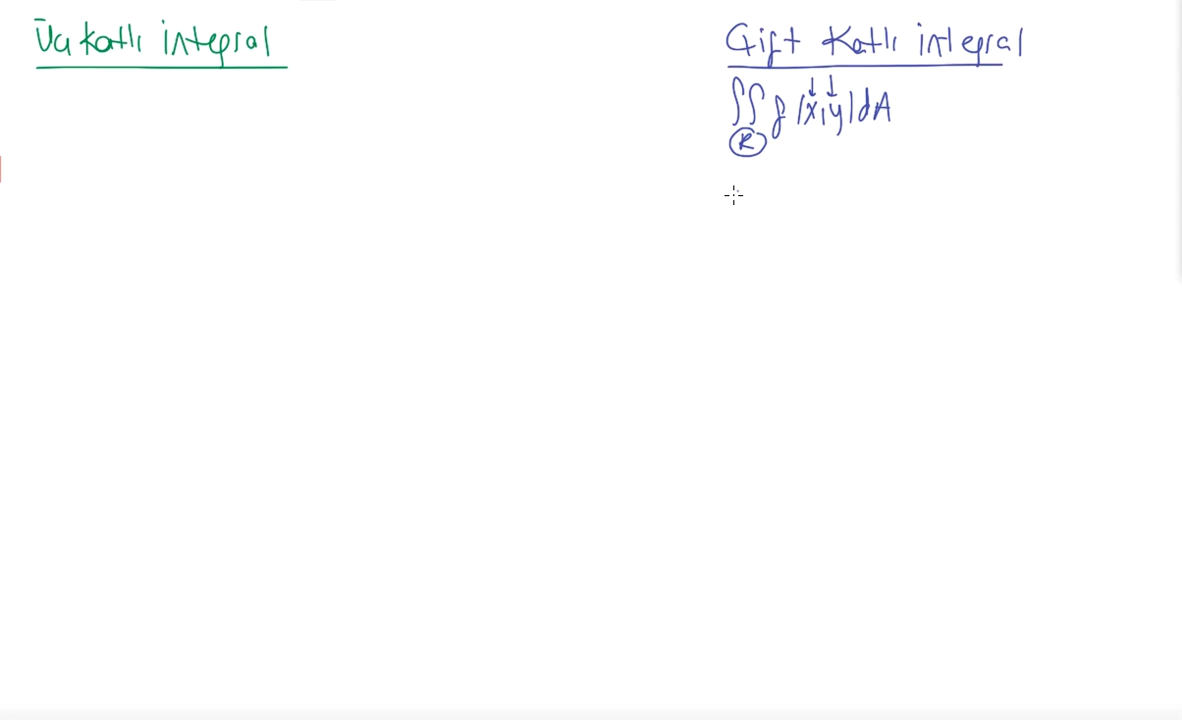 Üç katlı integral
Çift Katlı integral
∬ f(x,y)dA
R